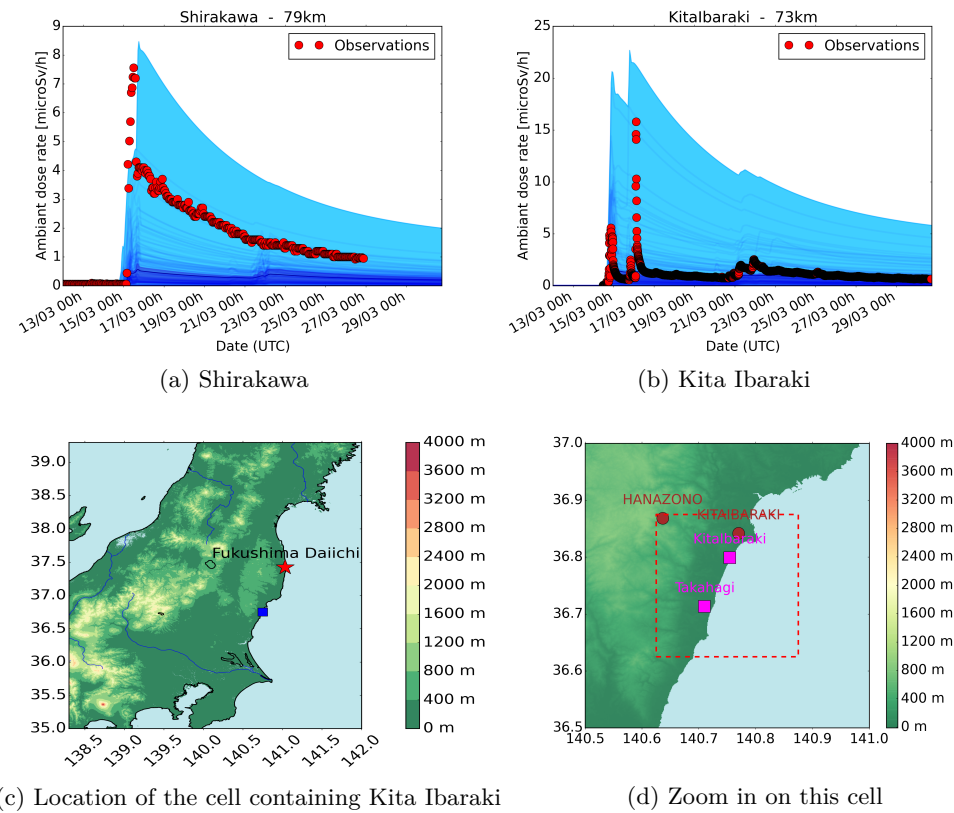 Shirakawa - 79km
Observations
Ambiant dose rate [microSv/h]
9
8
7
6
5
4
3
2
1
0
13/03 00h
15/03 00h
17/03 00h
19/03 00h
21/03 00h
23/03 00h
25/03 00h
27/03 00h
29/03 00h
Date (UTC)
(a) Shirakawa
KitaIbaraki - 73km
Observations
Ambiant dose rate [microSv/h]
25
20
15
10
5
0
13/03 00h
15/03 00h
17/03 00h
19/03 00h
21/03 00h
23/03 00h
25/03 00h
27/03 00h
29/03 00h
Date (UTC)
(b) Kita Ibaraki
39.0
38.5
38.0
37.5
37.0
36.5
36.0
35.5
35.0
138.5
139.0
139.5
140.0
140.5
141.0
141.5
142.0
Fukushima Daiichi
4000 m
3600 m
3200 m
2800 m
2400 m
2000 m
1600 m
1200 m
800 m
400 m
0 m
(c) Location of the cell containing Kita Ibaraki
37.0
36.9
36.8
36.7
36.6
36.5
140.5
140.6
140.7
140.8
140.9
141.0
HANAZONO
KITAIBARAKI
Kitaibaraki
Takahagi
4000 m
3600 m
3200 m
2800 m
2400 m
2000 m
1600 m
1200 m
800 m
400 m
0 m
(d) Zoom in on this cell